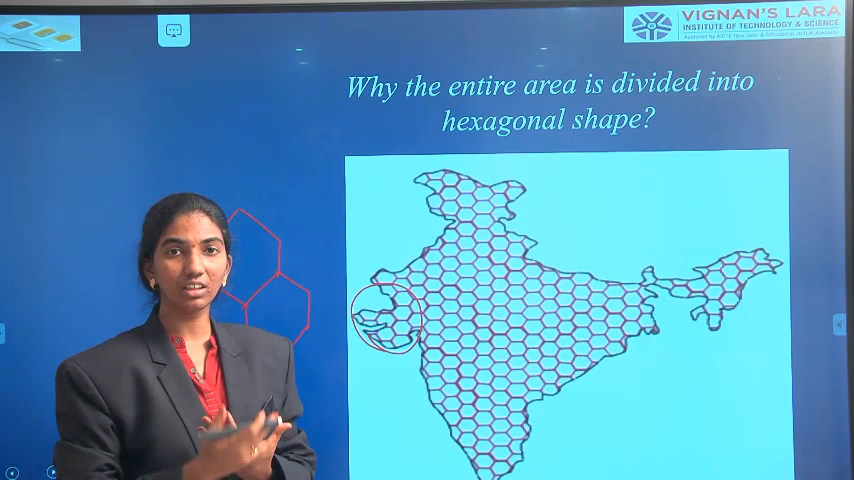 VIGNAN'S LARA
INSTITUTE OF TECHNOLOGY & SCIENCE
Why the entire area is divided into
hexagonal shape?